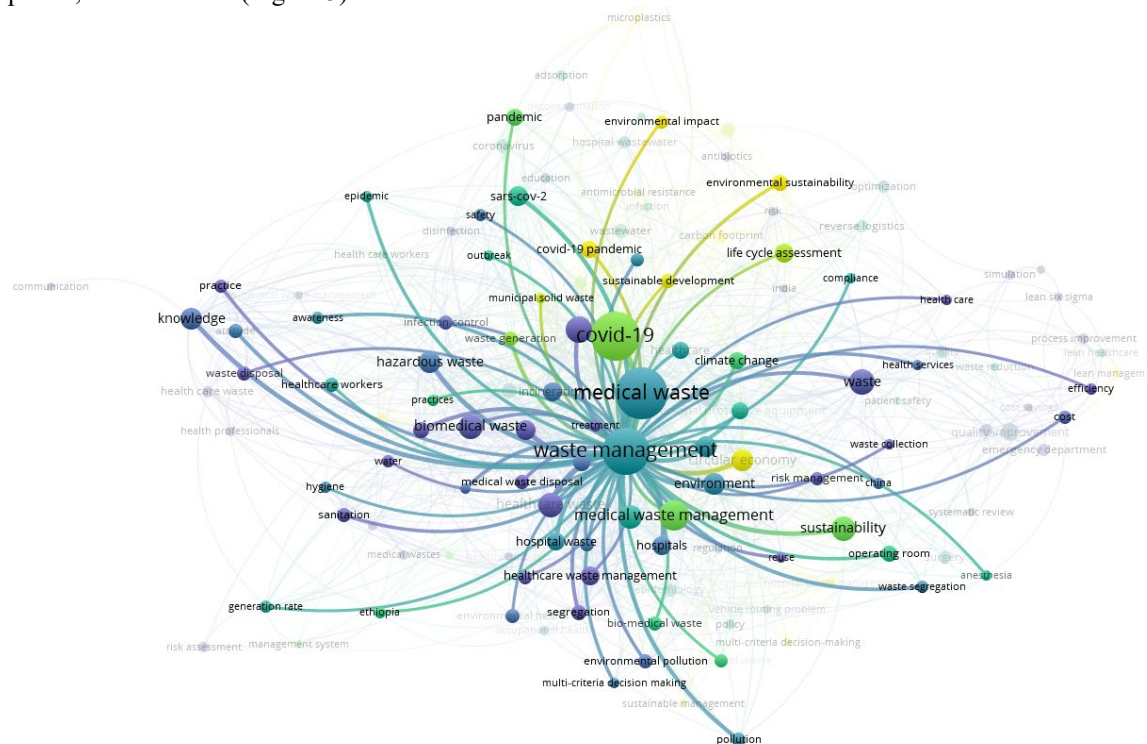 microplastics
adsorption
pandemic
environmental impact
coronavirus
hospital wastewater
antibiotics
education
environmental sustainability
optimization
epidemic
sars-cov-2
antimicrobial resistance
infection
safety
risk
disinfection
wastewater
carbon footprint
reverse logistics
health care workers
outbreak
covid-19 pandemic
life cycle assessment
sustainable development
compliance
simulation
communication
practice
india
municipal solid waste
health care
lean six sigma
knowledge
awareness
infection control
attitude
waste generation
covid-19
process improvement
healthcare
lean healthcare
hazardous waste
climate change
health services
waste reduction
waste disposal
lean managem
healthcare workers
waste
efficiency
health care waste
practices
incineration
medical waste
patient safety
cost savings
cost
health professionals
biomedical waste
treatment
quality improvement
waste collection
emergency department
waste management
water
circular economy
medical waste disposal
risk management
china
hygiene
environment
healthcare waste
sanitation
medical waste management
systematic review
sustainability
hospital waste
hospitals
regulation
medical wastes
reuse
operating room
surgery
healthcare waste management
anesthesia
waste segregation
epidemiology
generation rate
ethiopia
environmental health
segregation
vehicle routing problem
bio-medical waste
policy
occupational health
risk assessment
management system
multi-criteria decision-making
environmental pollution
multi-criteria decision making
sustainable management
pollution